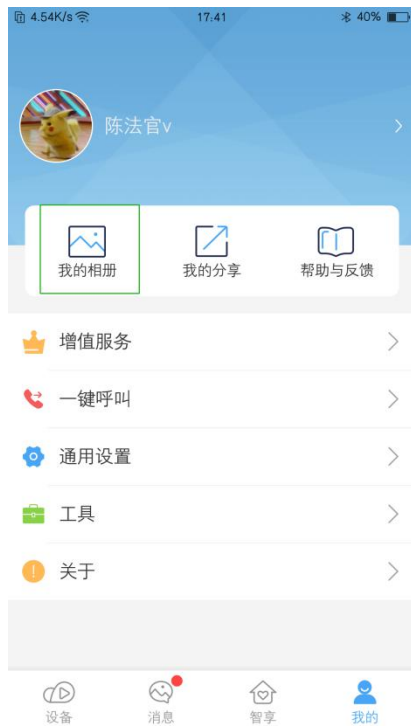 4.54K/s 17:41 40%
陈法官v
我的相册 我的分享 帮助与反馈
增值服务
一键呼叫
通用设置
工具
关于
设备 消息 智享 我的